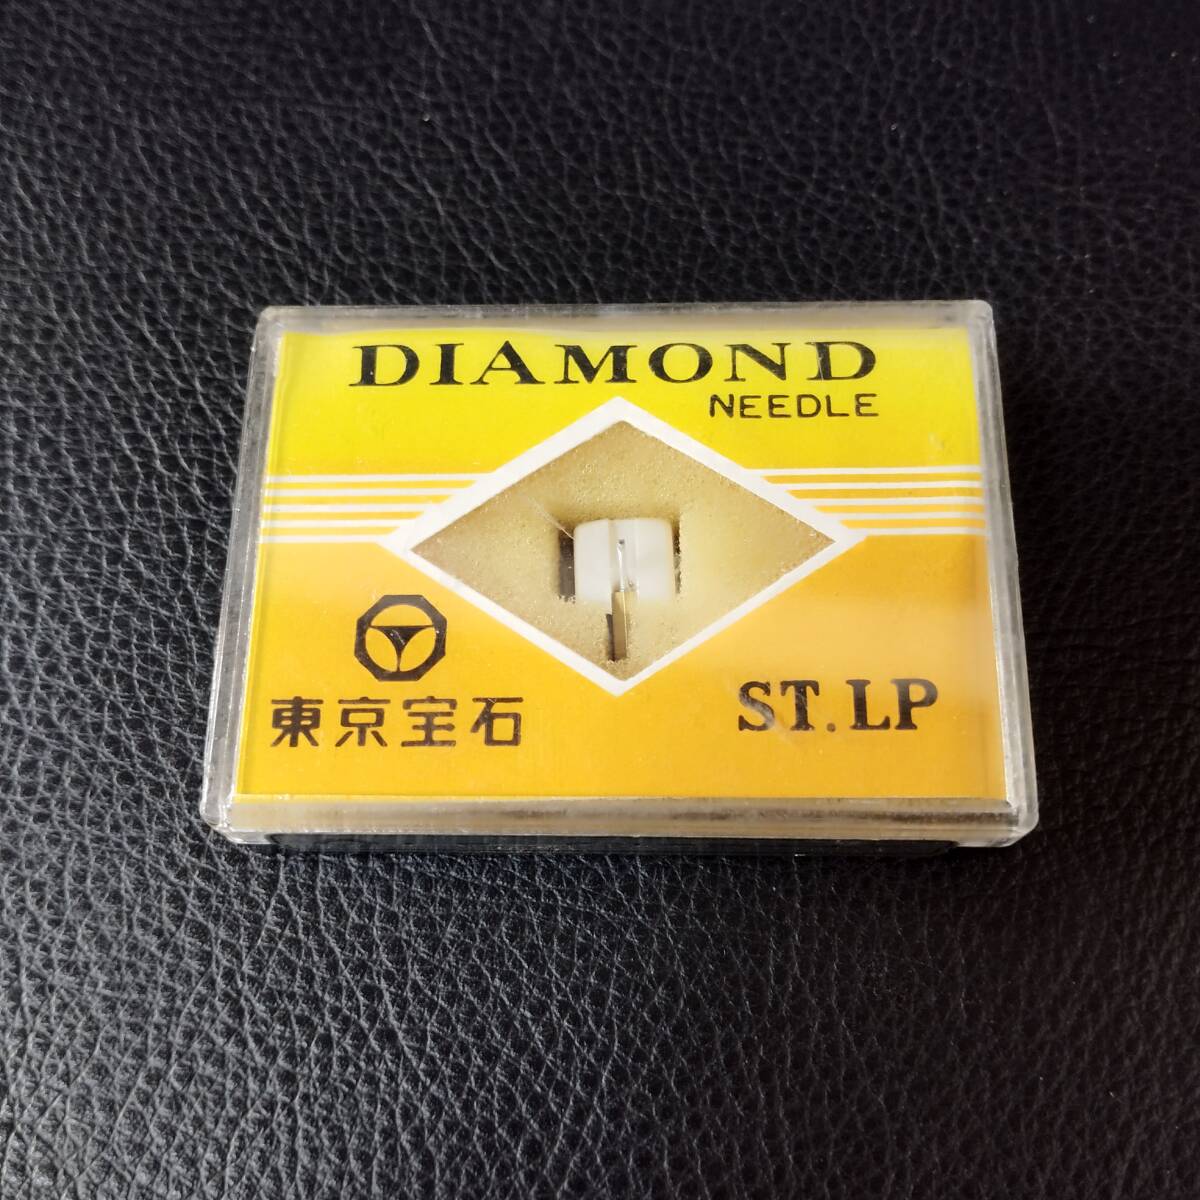 DIAMOND
NEEDLE
東京宝石
ST.LP